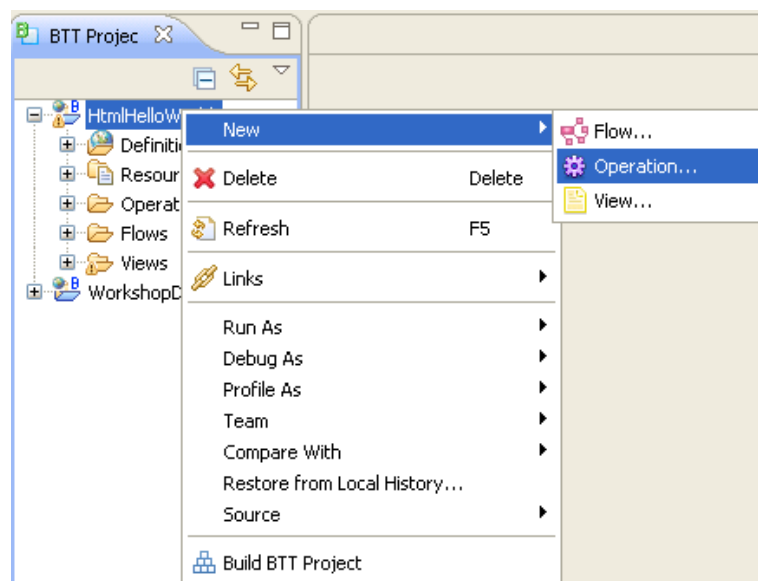 BTT Projec
HtmlHelloW
Definiti
Resour
Operat
Flows
Views
WorkshopD
New
Delete Delete
Refresh F5
Links
Run As
Debug As
Profile As
Team
Compare With
Restore from Local History...
Source
Build BTT Project
Flow...
Operation...
View...